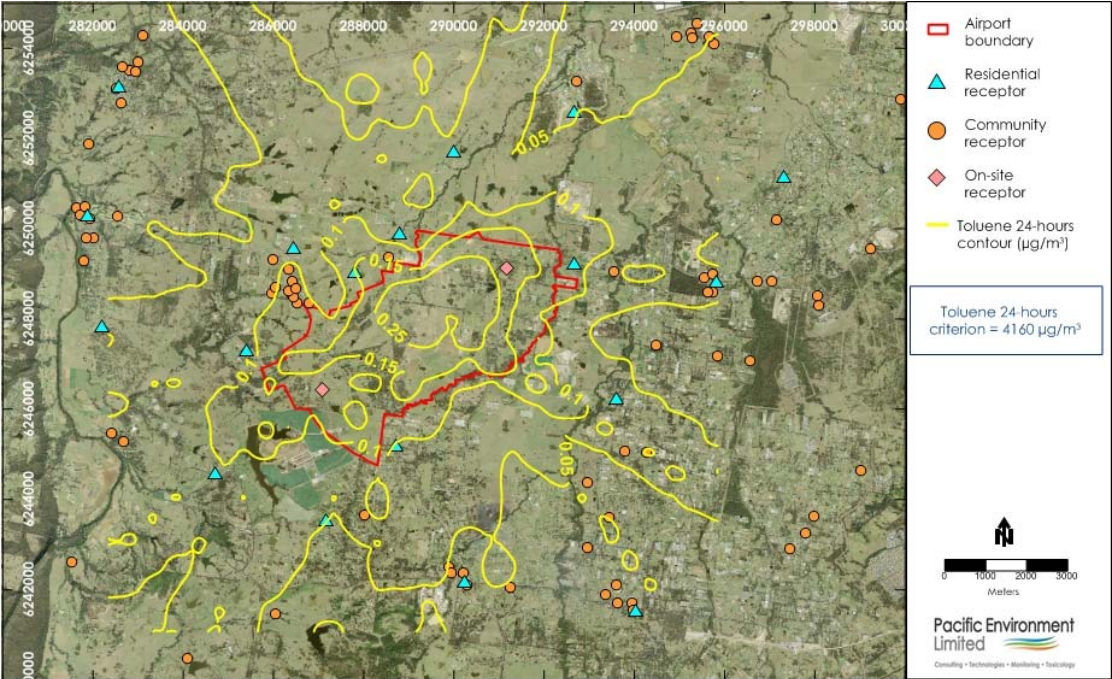 282000 284000 286000 288000 290000 292000 294000 296000 298000 300
6254000
6252000
6250000
6248000
6246000
6244000
6242000
0000
0.05
0.1
0.1
0.15
0.25
0.15
0.1
0.1
0.1
0.05
Airport
boundary
Residential
receptor
Community
receptor
On-site
receptor
Toluene 24-hours
contour (µg/m³)
Toluene 24-hours
criterion = 4160 µg/m³
N
0 1000 2000 3000
Meters
Pacific Environment
Limited
Consulting • Technologies • Monitoring • Toxicology